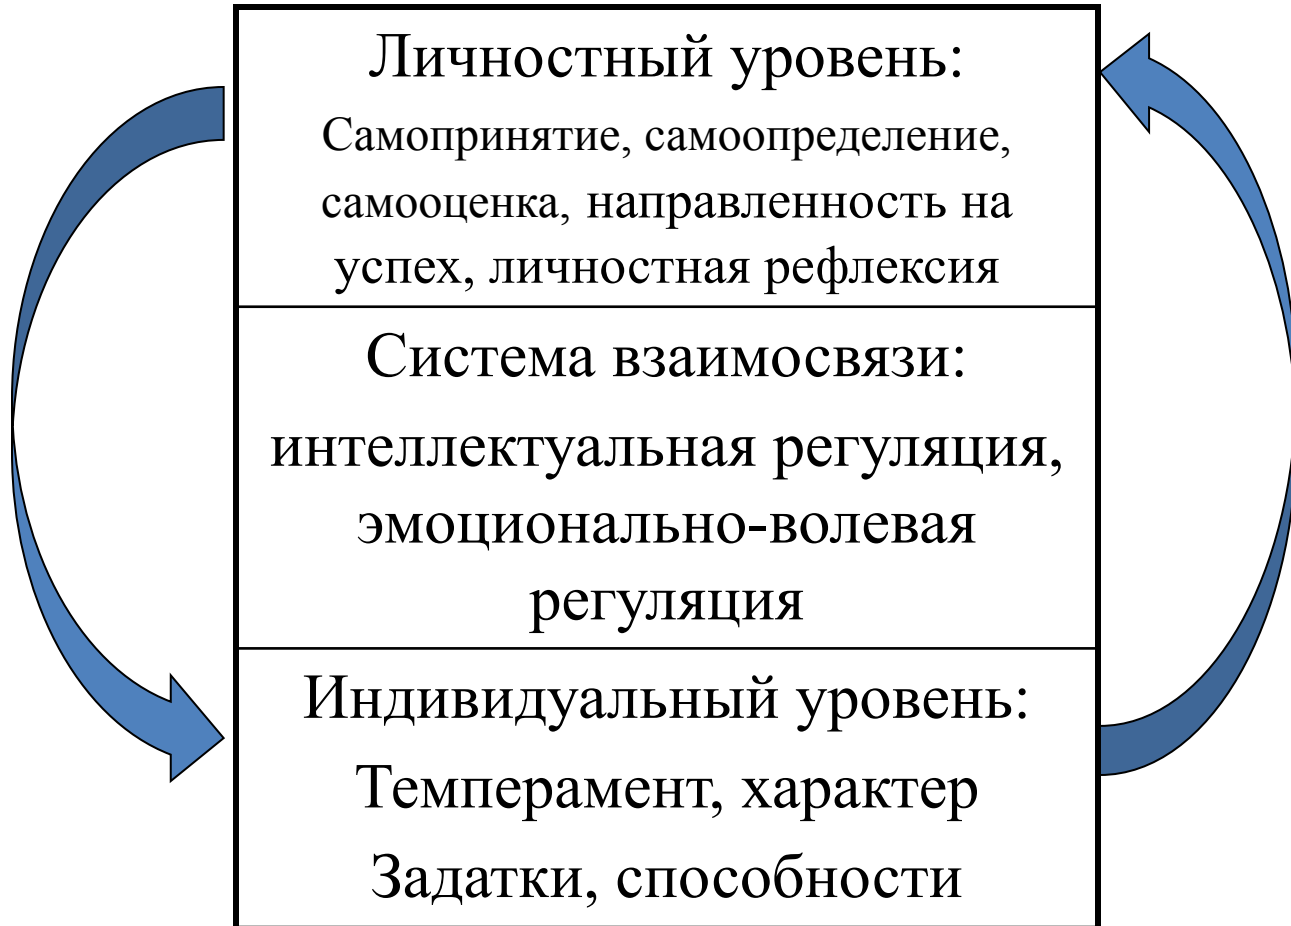 Личностный уровень:
Самопринятие, самоопределение,
самооценка, направленность на
успех, личностная рефлексия
Система взаимосвязи:
интеллектуальная регуляция,
эмоционально-волевая
регуляция
Индивидуальный уровень:
Темперамент, характер
Задатки, способности